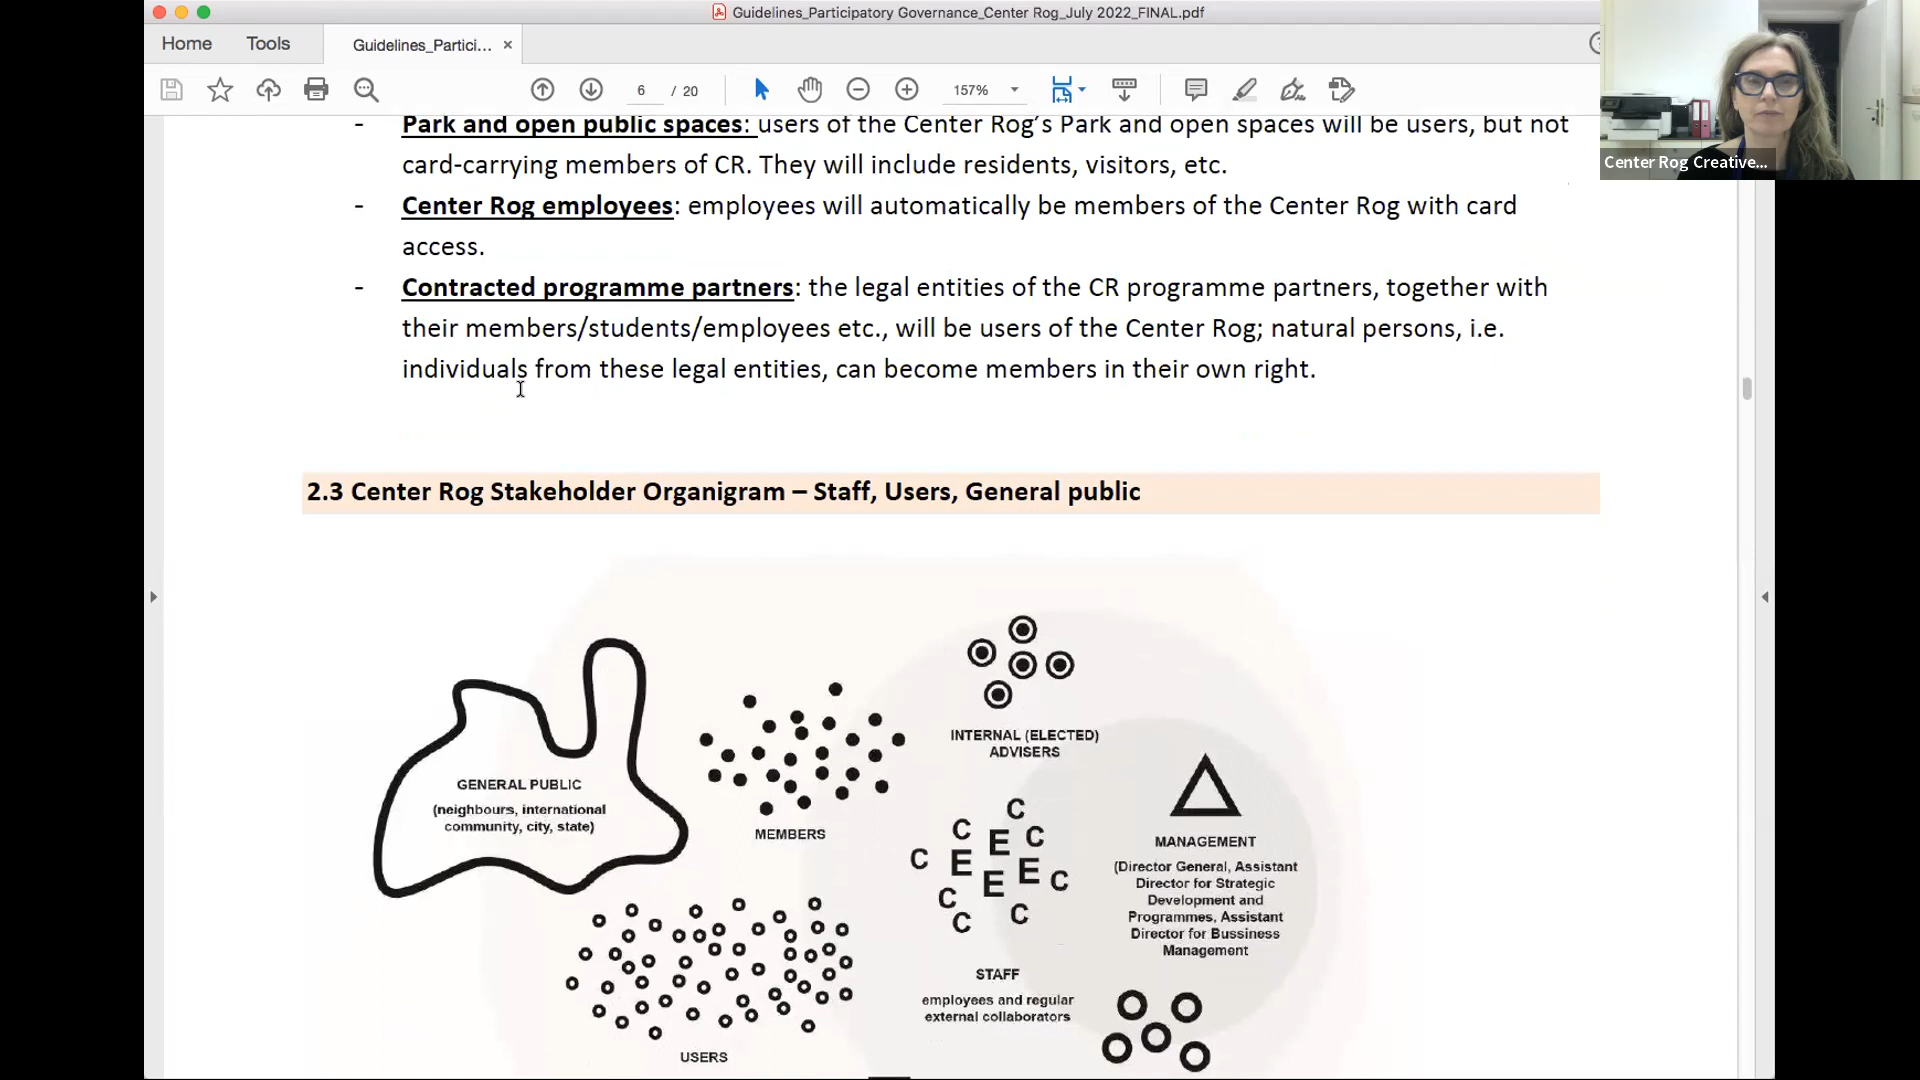 Guidelines_Participatory Governance_Center Rog_July 2022_FINAL.pdf
Home Tools Guidelines_Partici... ×
6 / 20 157%
Center Rog Creative...
- Park and open public spaces: users of the Center Rog’s Park and open spaces will be users, but not
card-carrying members of CR. They will include residents, visitors, etc.
- Center Rog employees: employees will automatically be members of the Center Rog with card
access.
- Contracted programme partners: the legal entities of the CR programme partners, together with
their members/students/employees etc., will be users of the Center Rog; natural persons, i.e.
individuals from these legal entities, can become members in their own right.
2.3 Center Rog Stakeholder Organigram – Staff, Users, General public
GENERAL PUBLIC
(neighbours, international
community, city, state)
MEMBERS
INTERNAL (ELECTED)
ADVISERS
C
C E C
C E E C
C E
C C
STAFF
employees and regular
external collaborators
MANAGEMENT
(Director General, Assistant
Director for Strategic
Development and
Programmes, Assistant
Director for Bussiness
Management
USERS